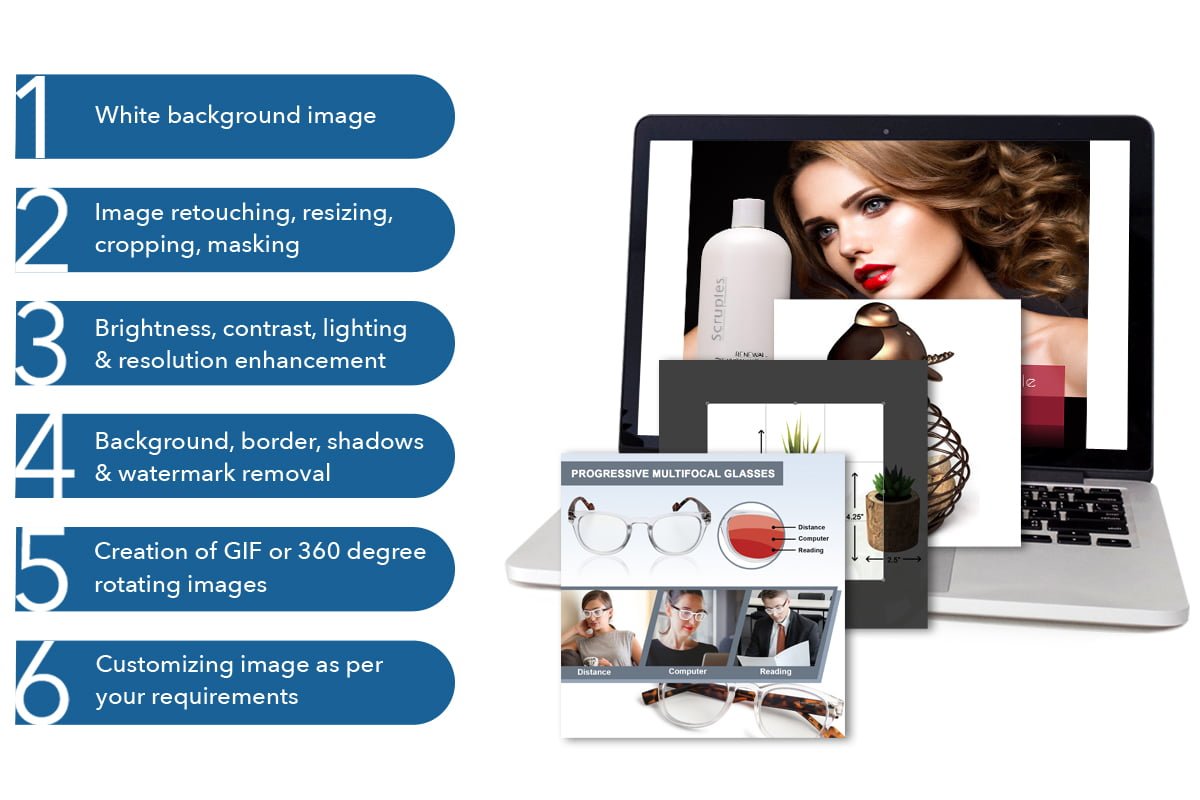 1
White background image
2
Image retouching, resizing,
cropping, masking
3
Brightness, contrast, lighting
& resolution enhancement
4
Background, border, shadows
& watermark removal
5
Creation of GIF or 360 degree
rotating images
6
Customizing image as per
your requirements
Scruples
RENEWAL
le
4.25"
2.5"
PROGRESSIVE MULTIFOCAL GLASSES
Distance
Computer
Reading
Distance Computer Reading